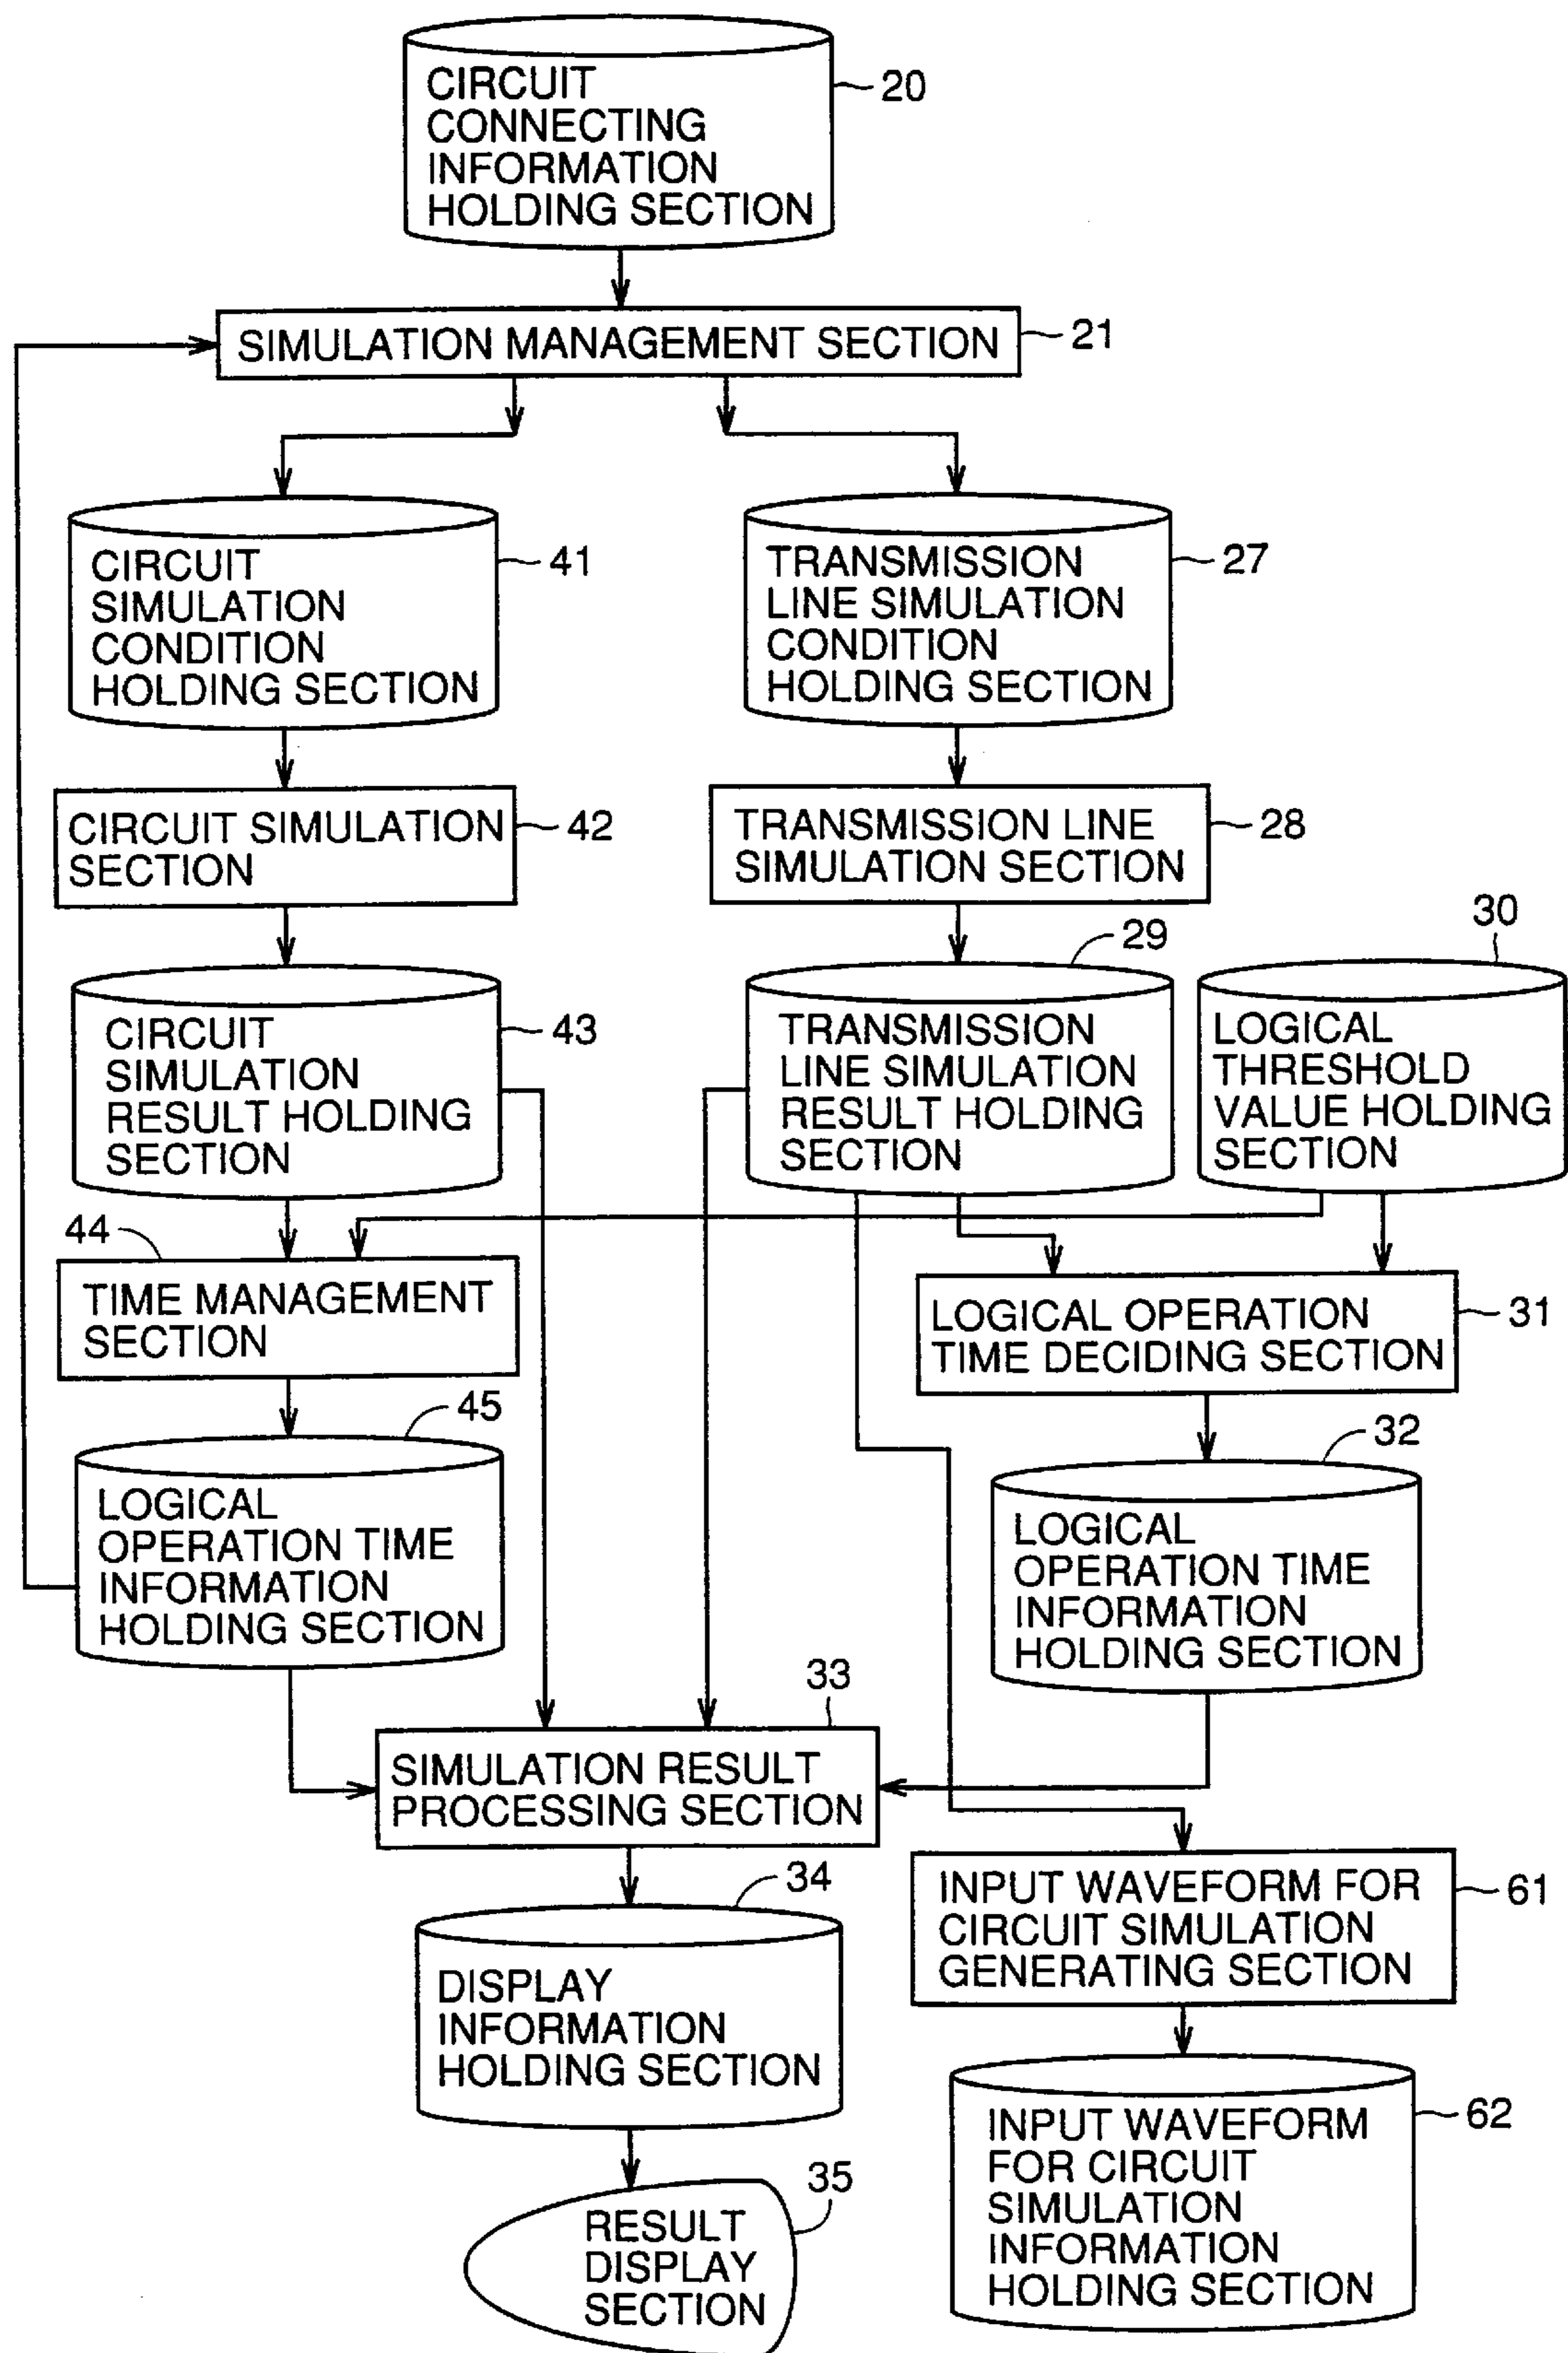 CIRCUIT
CONNECTING
INFORMATION
HOLDING SECTION
20
SIMULATION MANAGEMENT SECTION
21
CIRCUIT
SIMULATION
CONDITION
HOLDING SECTION
41
TRANSMISSION
LINE SIMULATION
CONDITION
HOLDING SECTION
27
CIRCUIT SIMULATION
SECTION
42
TRANSMISSION LINE
SIMULATION SECTION
28
CIRCUIT
SIMULATION
RESULT HOLDING
SECTION
43
29
TRANSMISSION
LINE SIMULATION
RESULT HOLDING
SECTION
30
LOGICAL
THRESHOLD
VALUE HOLDING
SECTION
44
TIME MANAGEMENT
SECTION
LOGICAL OPERATION
TIME DECIDING SECTION
31
45
LOGICAL
OPERATION TIME
INFORMATION
HOLDING SECTION
32
LOGICAL
OPERATION TIME
INFORMATION
HOLDING SECTION
33
SIMULATION RESULT
PROCESSING SECTION
34
DISPLAY
INFORMATION
HOLDING SECTION
INPUT WAVEFORM FOR
CIRCUIT SIMULATION
GENERATING SECTION
61
35
RESULT
DISPLAY
SECTION
INPUT WAVEFORM
FOR CIRCUIT
SIMULATION
INFORMATION
HOLDING SECTION
62